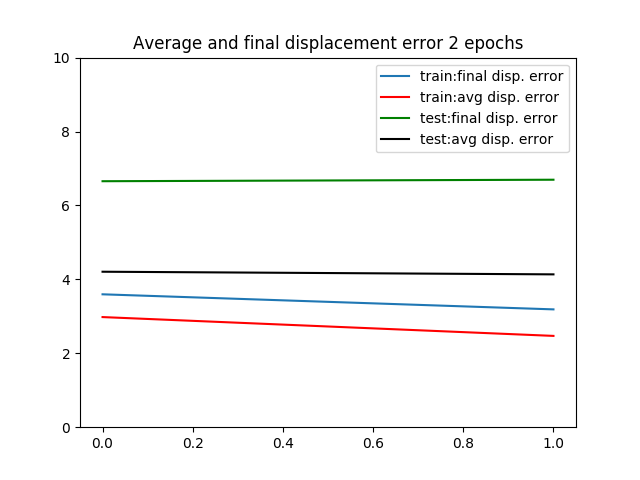 Average and final displacement error 2 epochs
train:final disp. error
train:avg disp. error
test:final disp. error
test:avg disp. error
10
8
6
4
2
0
0.0 0.2 0.4 0.6 0.8 1.0